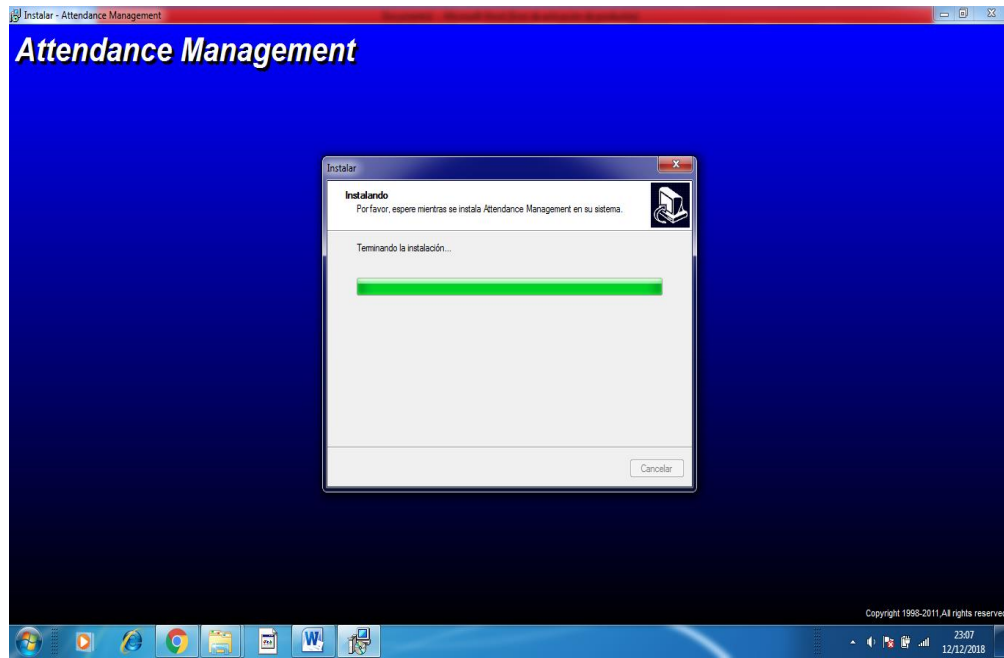 Instalar - Attendance Management
Attendance Management
Instalar
Instalando
Por favor, espere mientras se instala Attendance Management en su sistema.
Terminando la instalación...
Cancelar
Copyright 1998-2011,All rights reserved
23:07
12/12/2018